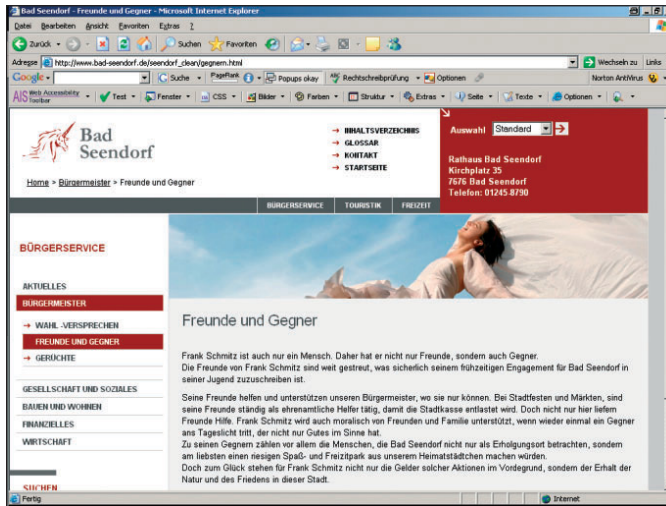 Bad Seendorf - Freunde und Gegner - Microsoft Internet Explorer
Datei Bearbeiten Ansicht Favoriten Extras ?
Zurück Suchen Favoriten
Adresse http://www.bad-seendorf.de/seendorf_clean/gegnern.html Wechseln zu Links
Google Suche PageRank Popups okay Rechtschreibprüfung Optionen Norton AntiVirus
AIS Web Accessibility Toolbar Test Fenster CSS Bilder Farben Struktur Extras Seite Texte Optionen
Bad
Seendorf
→ INHALTSVERZEICHNIS
→ GLOSSAR
→ KONTAKT
→ STARTSEITE
Auswahl Standard
Rathaus Bad Seendorf
Kirchplatz 35
7676 Bad Seendorf
Telefon: 01245-8790
Home > Bürgermeister > Freunde und Gegner
BÜRGERSERVICE TOURISTIK FREIZEIT
BÜRGERSERVICE
AKTUELLES
BÜRGERMEISTER
→ WAHL -VERSPRECHEN
FREUNDE UND GEGNER
→ GERÜCHTE
GESELLSCHAFT UND SOZIALES
BAUEN UND WOHNEN
FINANZIELLES
WIRTSCHAFT
SUCHEN
Freunde und Gegner
Frank Schmitz ist auch nur ein Mensch. Daher hat er nicht nur Freunde, sondern auch Gegner.
Die Freunde von Frank Schmitz sind weit gestreut, was sicherlich seinem frühzeitigen Engagement für Bad Seendorf in
seiner Jugend zuzuschreiben ist.
Seine Freunde helfen und unterstützen unseren Bürgermeister, wo sie nur können. Bei Stadtfesten und Märkten, sind
seine Freunde ständig als ehrenamtliche Helfer tätig, damit die Stadtkasse entlastet wird. Doch nicht nur hier liefern
Freunde Hilfe. Frank Schmitz wird auch moralisch von Freunden und Familie unterstützt, wenn wieder einmal ein Gegner
ans Tageslicht tritt, der nicht nur Gutes im Sinne hat.
Zu seinen Gegnern zählen vor allem die Menschen, die Bad Seendorf nicht nur als Erholgungsort betrachten, sondern
am liebsten einen riesigen Spaß- und Freizitpark aus unserem Heimatstädtchen machen würden.
Doch zum Glück stehen für Frank Schmitz nicht nur die Gelder solcher Aktionen im Vordegrund, sondern der Erhalt der
Natur und des Friedens in dieser Stadt.
Fertig Internet